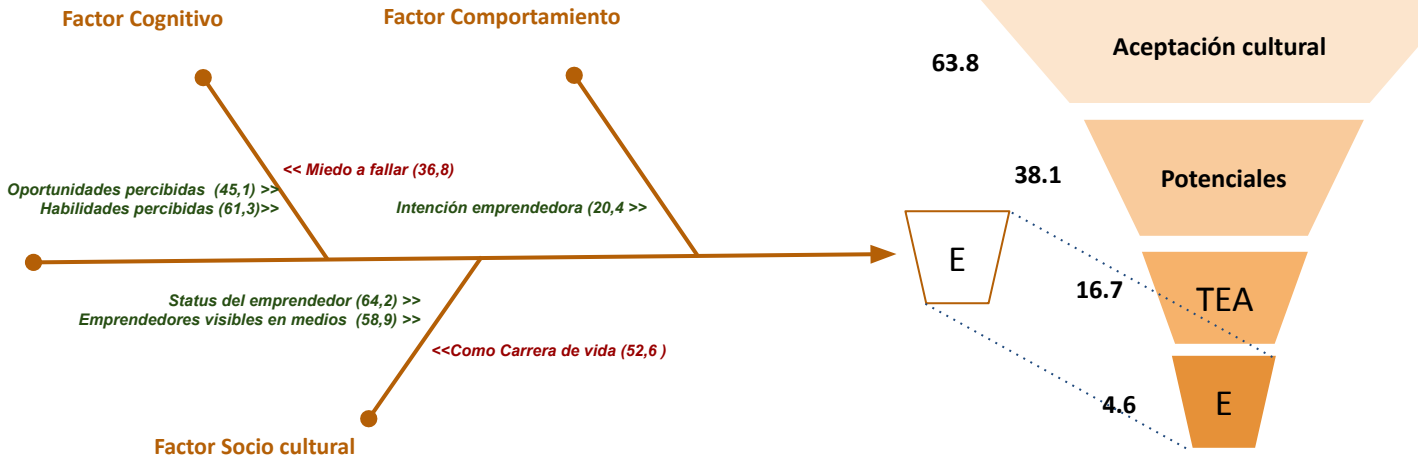 Factor Cognitivo
Factor Comportamiento
<< Miedo a fallar (36,8)
Oportunidades percibidas (45,1) >>
Habilidades percibidas (61,3)>>
Intención emprendedora (20,4 >>
Status del emprendedor (64,2) >>
Emprendedores visibles en medios (58,9) >>
<<Como Carrera de vida (52,6 )
Factor Socio cultural
E
63.8
Aceptación cultural
38.1
Potenciales
16.7
TEA
4.6
E